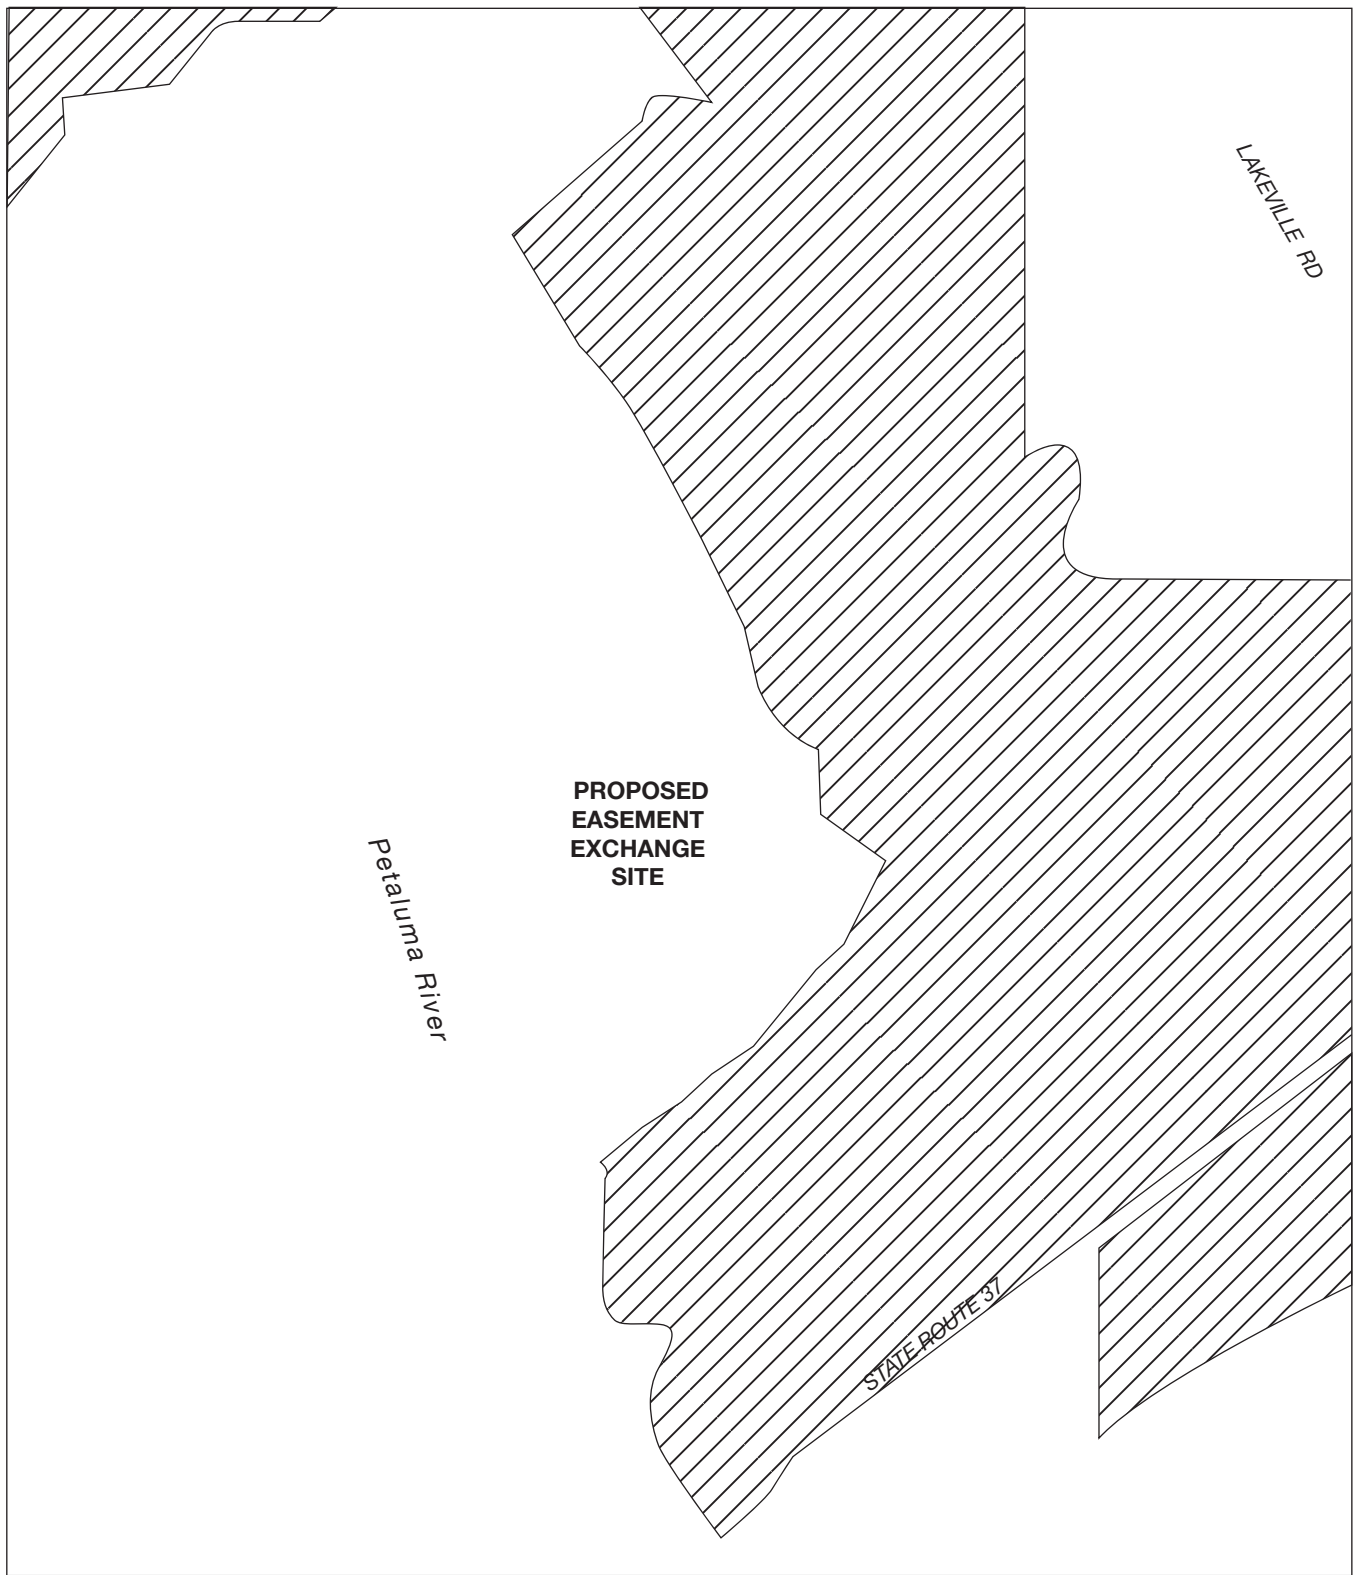 LAKEVILLE RD
PROPOSED
EASEMENT
EXCHANGE
SITE
Petaluma River
STATE ROUTE 37